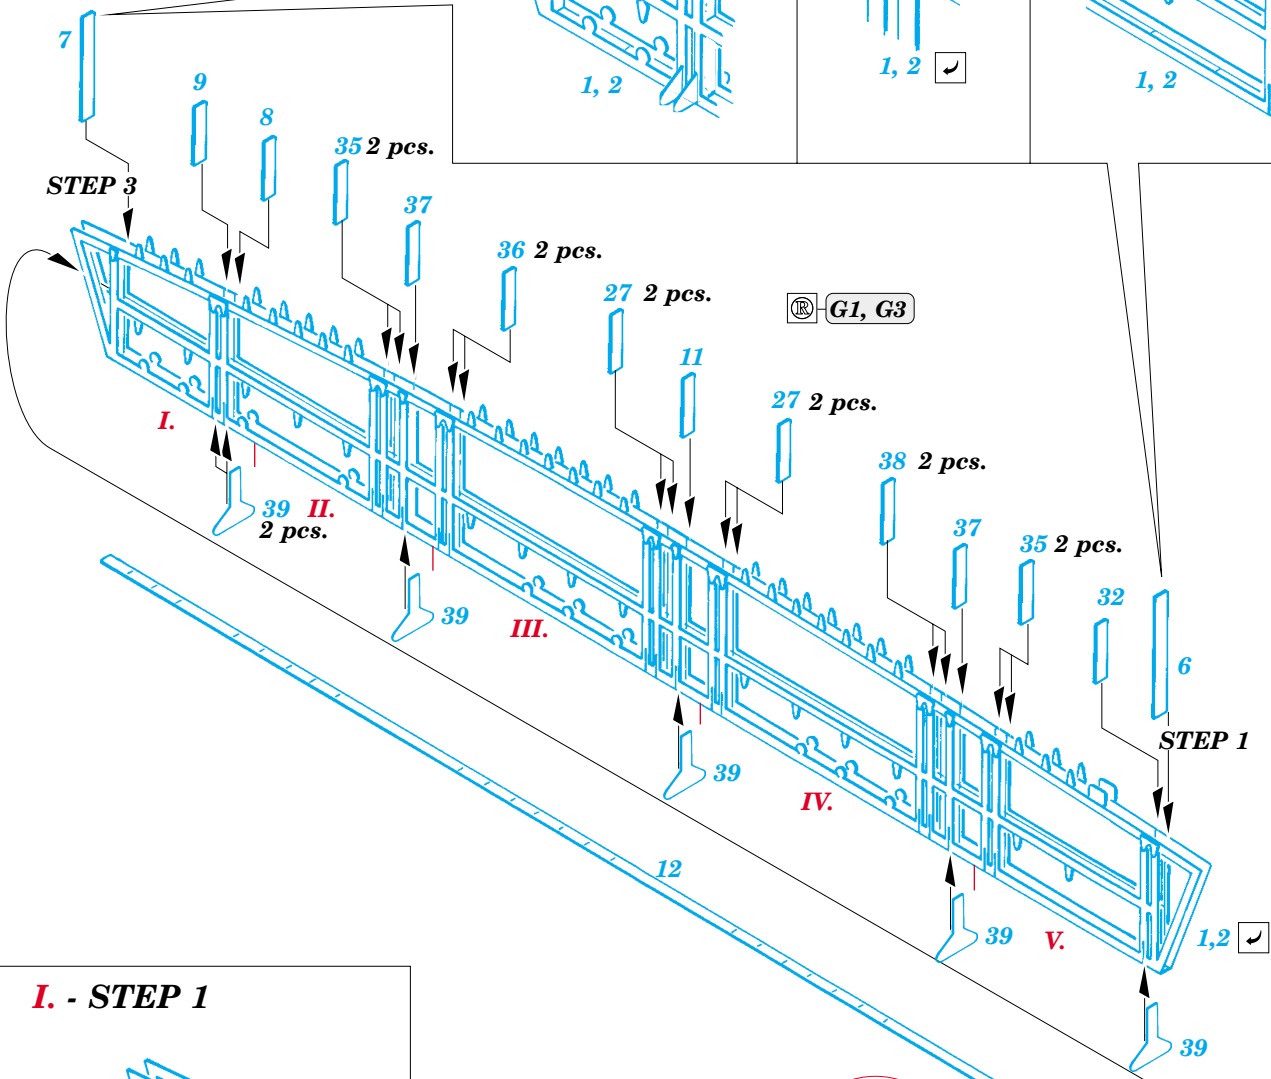 7
1, 2
1, 2
1, 2
9
8
35 2 pcs.
STEP 3
37
36 2 pcs.
27 2 pcs.
R G1, G3
11
27 2 pcs.
I.
38 2 pcs.
39 II.
2 pcs.
37
35 2 pcs.
32
39
III.
6
STEP 1
39
IV.
12
39
V.
1,2
I. - STEP 1
39